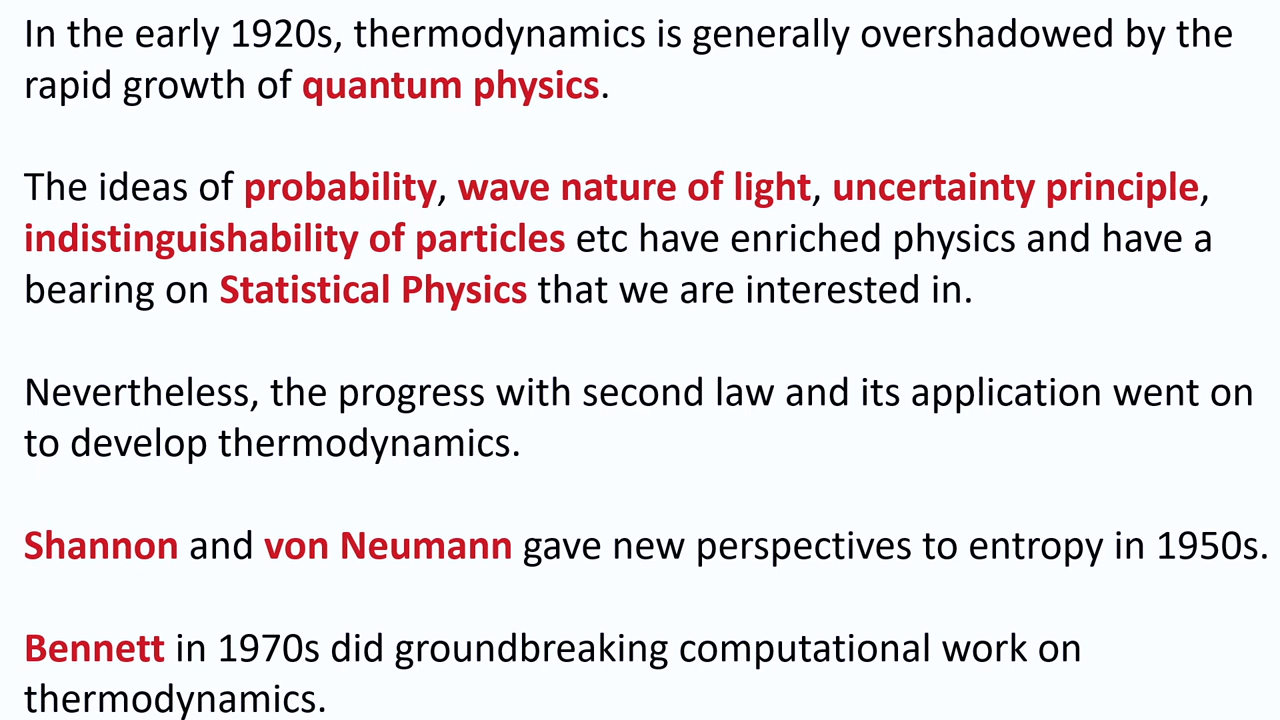 In the early 1920s, thermodynamics is generally overshadowed by the
rapid growth of quantum physics.
The ideas of probability, wave nature of light, uncertainty principle,
indistinguishability of particles etc have enriched physics and have a
bearing on Statistical Physics that we are interested in.
Nevertheless, the progress with second law and its application went on
to develop thermodynamics.
Shannon and von Neumann gave new perspectives to entropy in 1950s.
Bennett in 1970s did groundbreaking computational work on
thermodynamics.